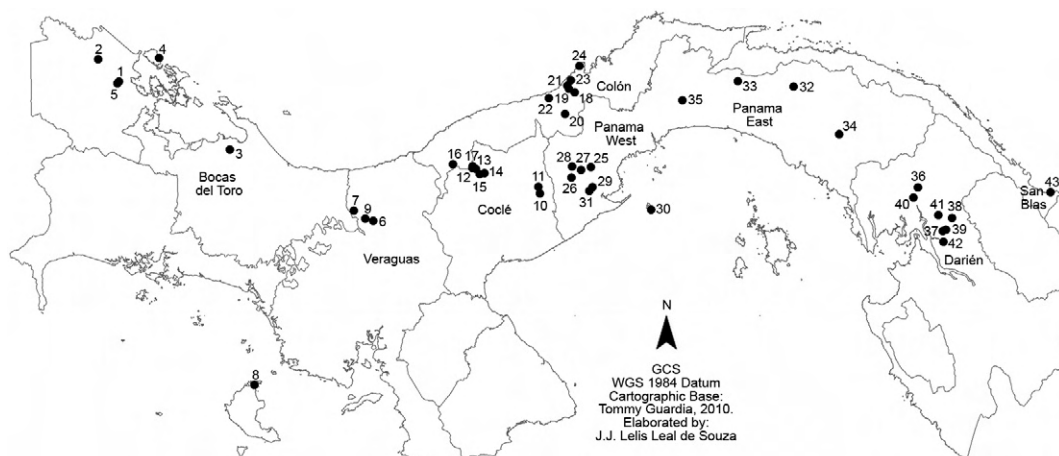 24
4
2
21
23
Colón
33
1
22
19
18
32
5
35
Panama
East
20
Panama
West
34
3
16
17
13
28
27
25
Bocas
del Toro
12
14
15
11
26
29
36
43
San
Blas
Coclé
10
31
40
41
38
7
9
6
30
37
39
42
Darién
Veraguas
N
8
GCS
WGS 1984 Datum
Cartographic Base:
Tommy Guardia, 2010.
Elaborated by:
J.J. Lelis Leal de Souza